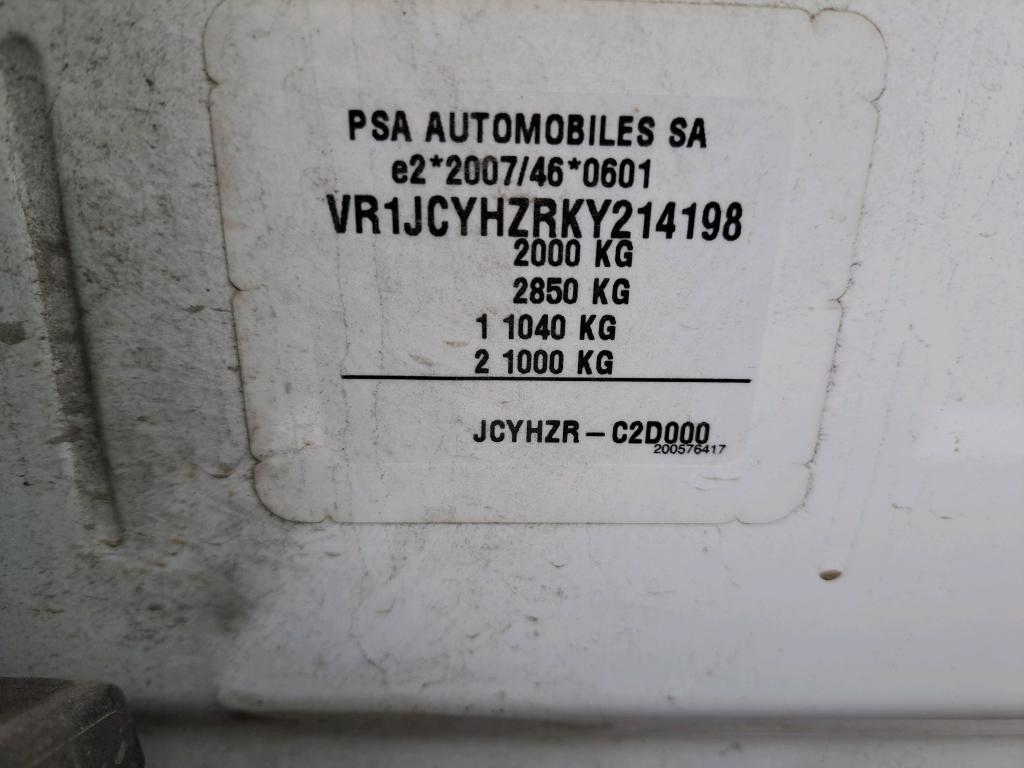 PSA AUTOMOBILES SA
e2*2007/46*0601
VR1JCYHZRKY214198
2000 KG
2850 KG
1 1040 KG
2 1000 KG
JCYHZR – C2D000
200576417